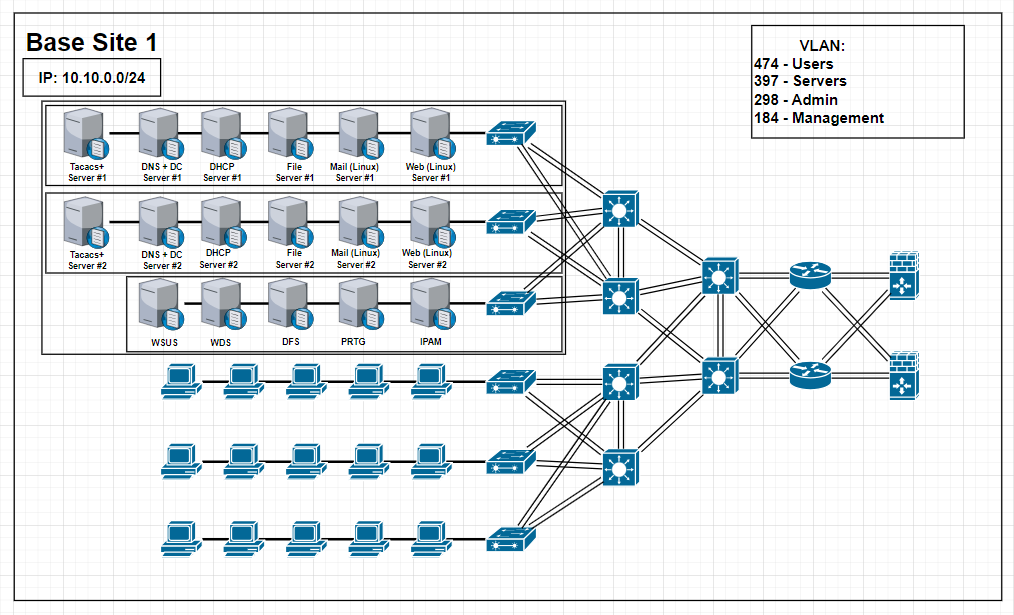 Base Site 1
IP: 10.10.0.0/24
VLAN:
474 - Users
397 - Servers
298 - Admin
184 - Management
Tacacs+
Server #1
DNS + DC
Server #1
DHCP
Server #1
File
Server #1
Mail (Linux)
Server #1
Web (Linux)
Server #1
Tacacs+
Server #2
DNS + DC
Server #2
DHCP
Server #2
File
Server #2
Mail (Linux)
Server #2
Web (Linux)
Server #2
WSUS
WDS
DFS
PRTG
IPAM